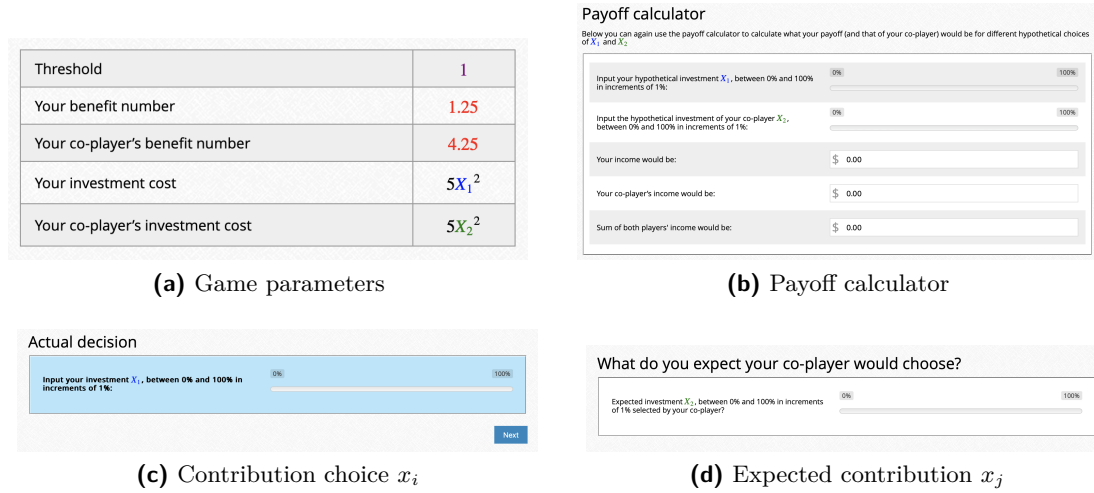 Threshold 1
Your benefit number 1.25
Your co-player's benefit number 4.25
Your investment cost 5X₁²
Your co-player's investment cost 5X₂²
(a) Game parameters
Payoff calculator
Below you can again use the payoff calculator to calculate what your payoff (and that of your co-player) would be for different hypothetical choices
of X₁ and X₂
Input your hypothetical investment X₁, between 0% and 100%
in increments of 1%:
0% 100%
Input the hypothetical investment of your co-player X₂,
between 0% and 100% in increments of 1%:
0% 100%
Your income would be: $ 0.00
Your co-player's income would be: $ 0.00
Sum of both players' income would be: $ 0.00
(b) Payoff calculator
Actual decision
Input your investment X₁, between 0% and 100% in
increments of 1%:
0% 100%
Next
(c) Contribution choice xᵢ
What do you expect your co-player would choose?
Expected investment X₂, between 0% and 100% in increments
of 1% selected by your co-player?
0% 100%
(d) Expected contribution xⱼ